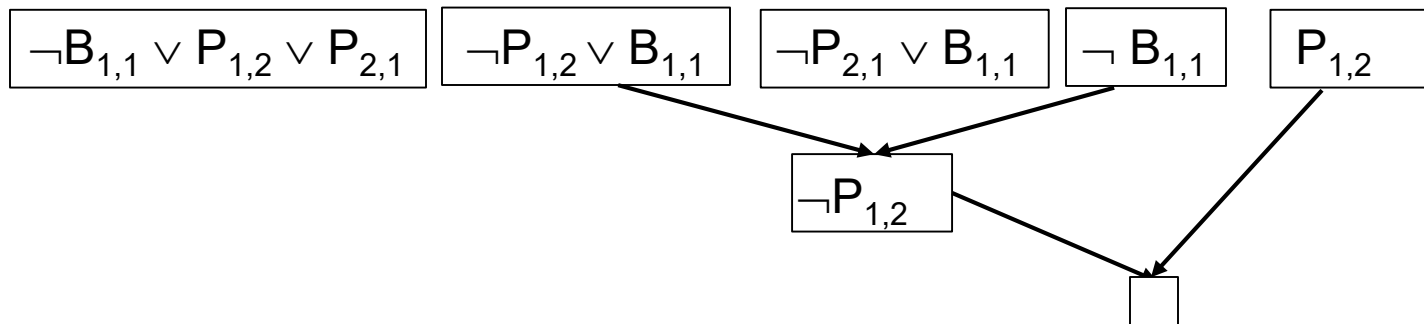 ¬B₁,₁ ∨ P₁,₂ ∨ P₂,₁ ¬P₁,₂ ∨ B₁,₁ ¬P₂,₁ ∨ B₁,₁ ¬ B₁,₁ P₁,₂
¬P₁,₂